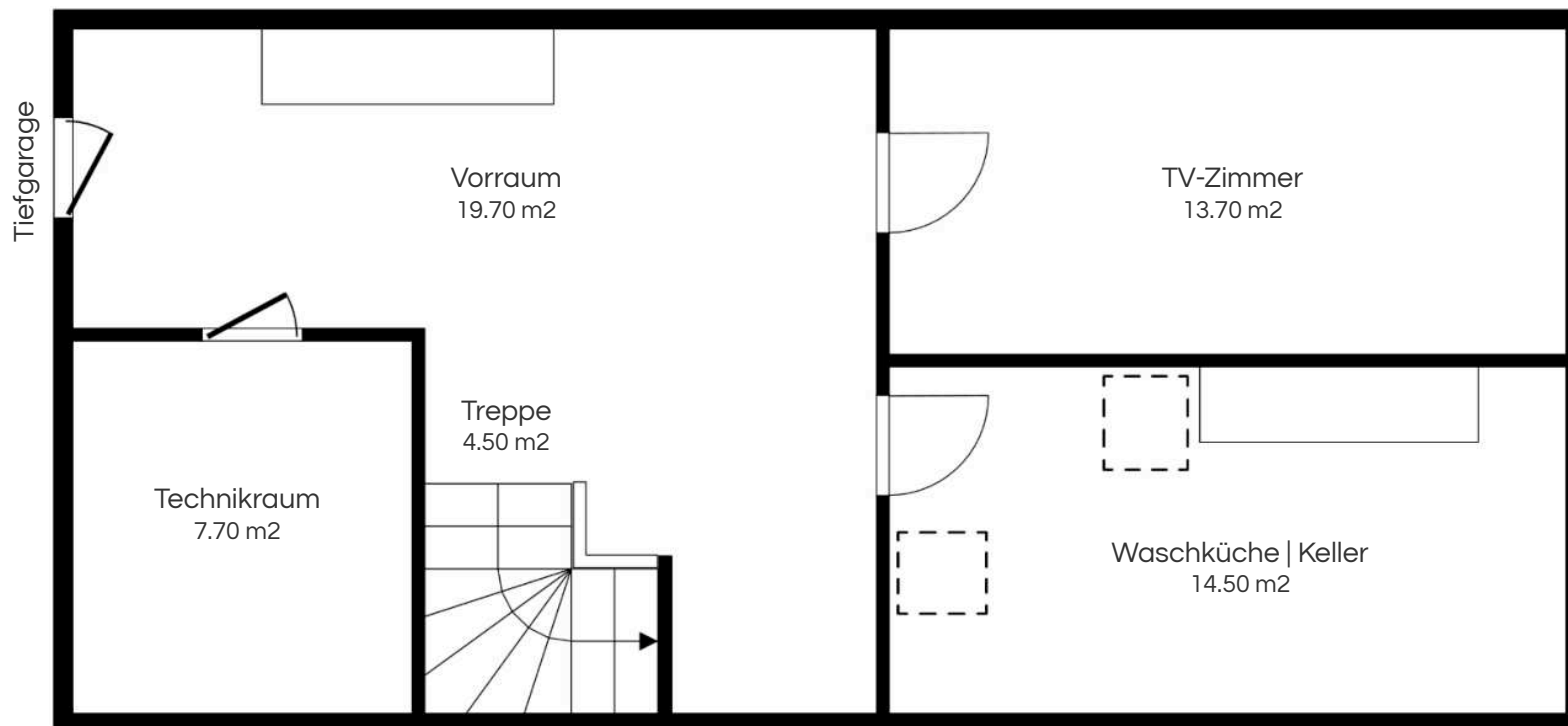 Tiefgarage
Vorraum
19.70 m2
TV-Zimmer
13.70 m2
Treppe
4.50 m2
Technikraum
7.70 m2
Waschküche | Keller
14.50 m2